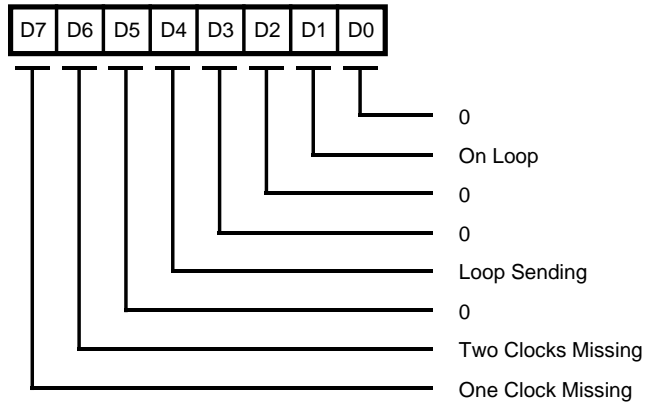 D7 D6 D5 D4 D3 D2 D1 D0
0
On Loop
0
0
Loop Sending
0
Two Clocks Missing
One Clock Missing